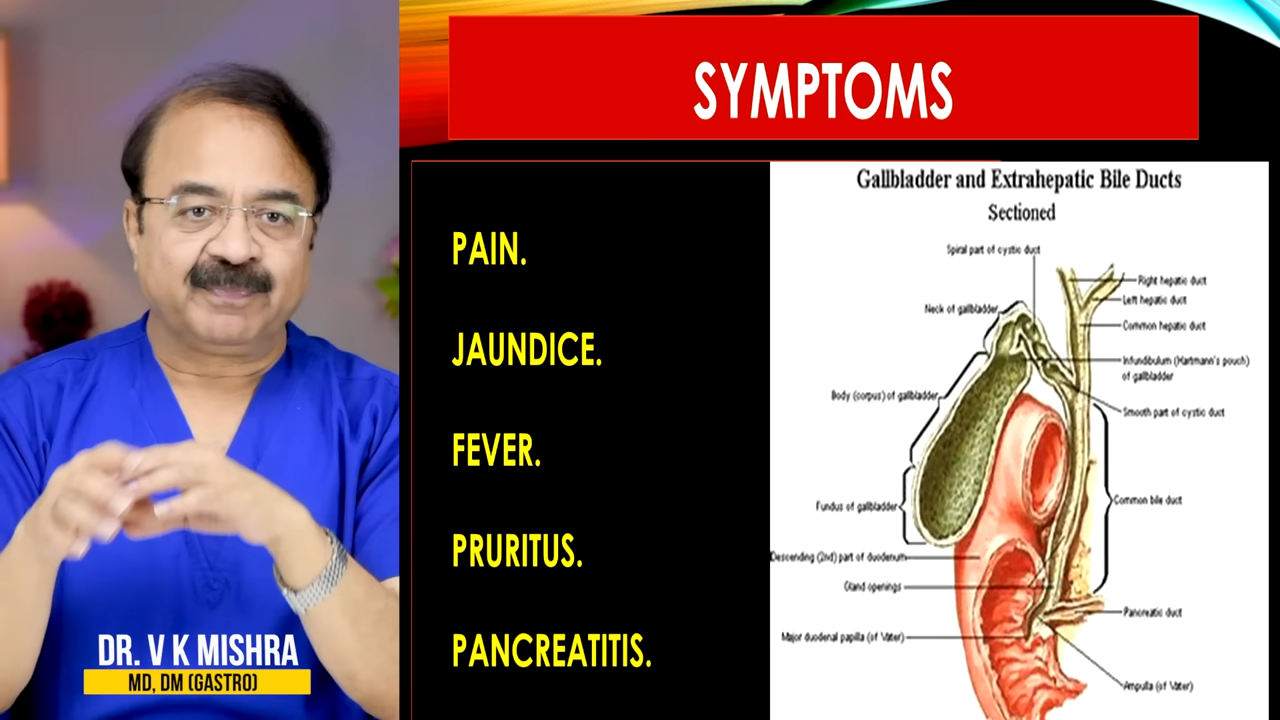 SYMPTOMS
PAIN.
JAUNDICE.
FEVER.
PRURITUS.
PANCREATITIS.
Gallbladder and Extrahepatic Bile Ducts
Sectioned
Spiral part of cystic duct
Right hepatic duct
Left hepatic duct
Neck of gallbladder
Common hepatic duct
Infundibulum (Hartmann's pouch)
of gallbladder
Body (corpus) of gallbladder
Smooth part of cystic duct
Common bile duct
Fundus of gallbladder
Descending (2nd) part of duodenum
Gland openings
Pancreatic duct
Major duodenal papilla (of Vater)
Ampulla (of Vater)
DR. V K MISHRA
MD, DM (GASTRO)